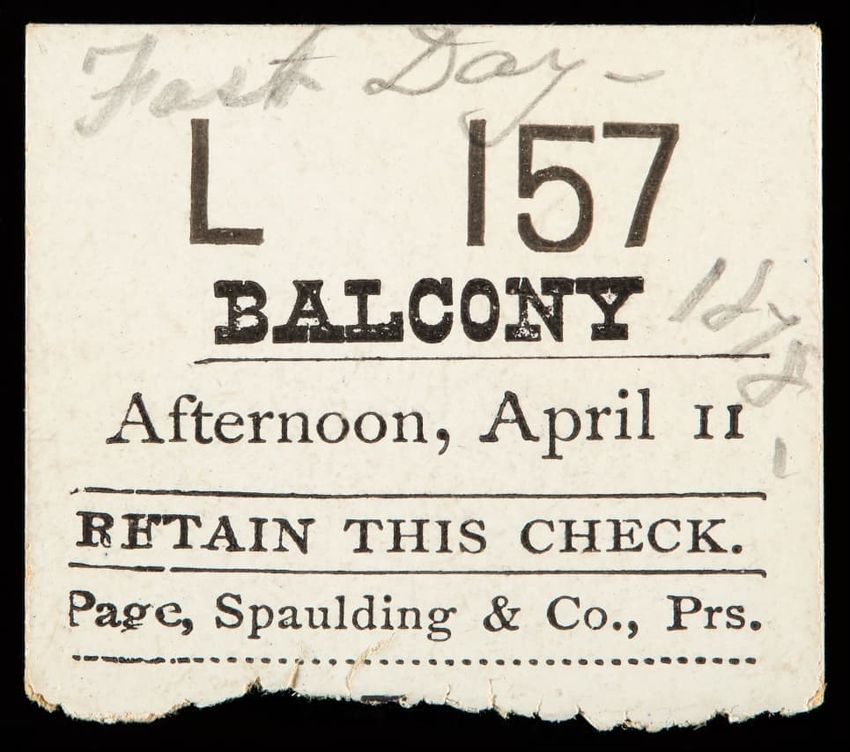 Fast Day -
L 157
BALCONY
1878
Afternoon, April 11
RETAIN THIS CHECK.
Page, Spaulding & Co., Prs.